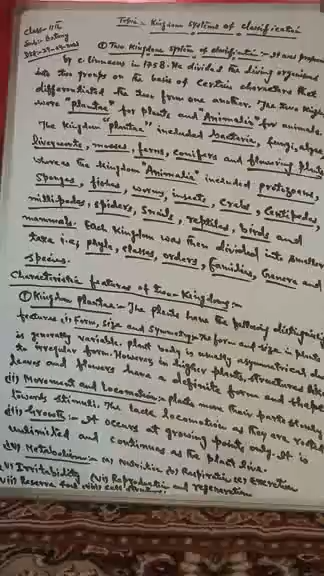 Class- 11th
Sub:- Botany
Topic:- Kingdom Systems of classification
① Two Kingdoms System of classification:- It was proposed
by C. Linnaeus in 1758. He divided the living organisms
into two groups on the basis of certain characters that
differentiated the two from one another. The two Kingdoms
were "plantae" for plants and "Animalia" for animals.
The Kingdom "plantae" included bacteria, fungi, algae,
liverworts, mosses, ferns, conifers and flowering plants
whereas the kingdom "Animalia" included protozoans,
Sponges, fishes, worms, insects, crabs, Centipedes,
millipedes, spiders, snails, reptiles, birds and
mammals. Each Kingdom was then divided into smaller
taxa i.e; phyla, classes, orders, families, Genera and
Species.
Characteristic features of two-Kingdoms:-
① Kingdom plantae:- The plants have the following distinguishing
features (i) Form, size and Symmetry:- The form and size in plants
is generally variable. plant body is usually asymmetrical due
to irregular form. However, in higher plants, structures like
leaves and flowers have a definite form and shape.
(ii) Movement and Locomotion:- plants move their parts slowly
towards stimuli. The lack locomotion as they are rooted
(iii) Growth:- It occurs at growing points only. It is
unlimited and continues as the plant live.
(iv) Metabolism:- (a) Nutrition (b) Respiration (c) Excretion
(v) Irritability (vi) Reproduction and regeneration
(vii) Reserve food (viii) Cell structure.